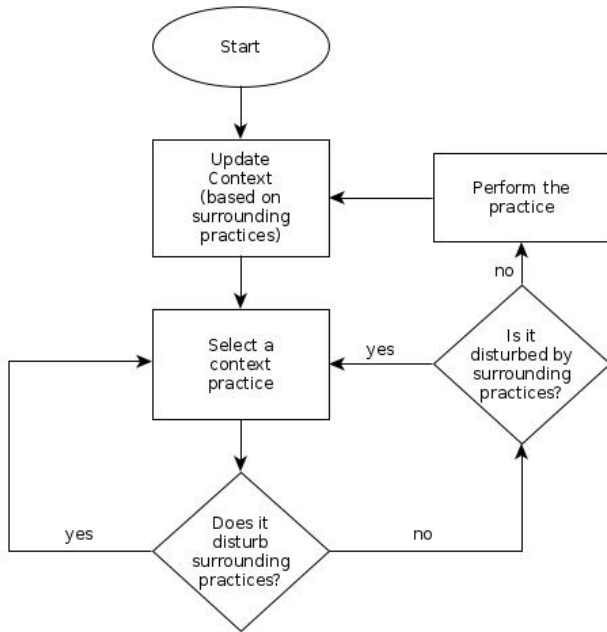 Start
Update
Context
(based on
surrounding
practices)
Perform the
practice
no
Select a
context
practice
yes
Is it
disturbed by
surrounding
practices?
yes
Does it
disturb
surrounding
practices?
no